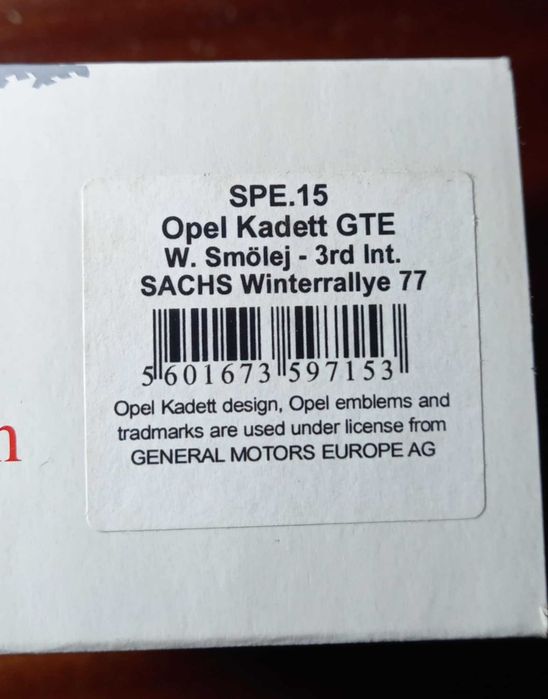 SPE.15
Opel Kadett GTE
W. Smölej - 3rd Int.
SACHS Winterrallye 77
5 601673 597153
Opel Kadett design, Opel emblems and
tradmarks are used under license from
GENERAL MOTORS EUROPE AG